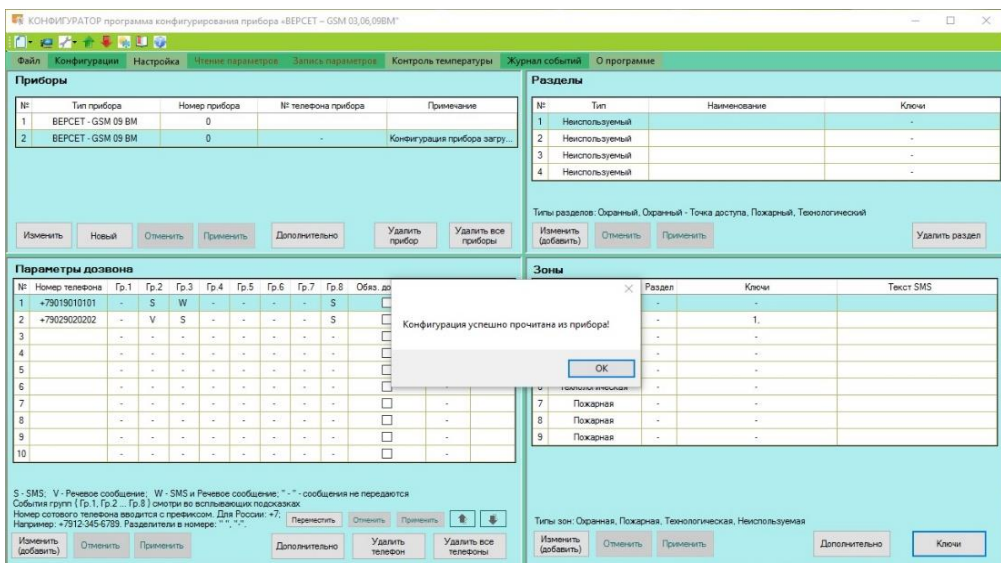 КОНФИГУРАТОР программа конфигурирования прибора «ВЕРСЕТ – GSM 03,06,09ВМ"
Файл Конфигурации Настройка Чтение параметров Запись параметров Контроль температуры Журнал событий О программе
Приборы
№ Тип прибора Номер прибора № телефона прибора Примечание
1 ВЕРСЕТ - GSM 09 ВМ 0
2 ВЕРСЕТ - GSM 09 ВМ 0 - Конфигурация прибора загру...
Изменить Новый Отменить Применить Дополнительно Удалить прибор Удалить все приборы
Разделы
№ Тип Наименование Ключи
1 Неиспользуемый -
2 Неиспользуемый -
3 Неиспользуемый -
4 Неиспользуемый -
Типы разделов: Охранный, Охранный - Точка доступа, Пожарный, Технологический
Изменить (добавить) Отменить Применить Удалить раздел
Параметры дозвона
№ Номер телефона Гр.1 Гр.2 Гр.3 Гр.4 Гр.5 Гр.6 Гр.7 Гр.8 Обяз. до
1 +79019010101 - S W - - - - S
2 +79029020202 - V S - - - - S
3 - - - - - - - -
4 - - - - - - - -
5 - - - - - - - -
6 - - - - - - - - -
7 - - - - - - - - -
8 - - - - - - - - -
9 - - - - - - - - -
10 - - - - - - - - -
S - SMS; V - Речевое сообщение; W - SMS и Речевое сообщение; " - " - сообщения не передаются
События групп ( Гр.1, Гр.2 ... Гр.8 ) смотри во всплывающих подсказках
Номер сотового телефона вводится с префиксом. Для России: +7;
Например: +7912-345-6789. Разделители в номере: " ", "-".
Переместить Отменить Применить
Изменить (добавить) Отменить Применить Дополнительно Удалить телефон Удалить все телефоны
Конфигурация успешно прочитана из прибора!
OK
Зоны
Раздел Ключи Текст SMS
- -
- 1,
- -
- -
- -
6 Технологическая - -
7 Пожарная - -
8 Пожарная - -
9 Пожарная - -
Типы зон: Охранная, Пожарная, Технологическая, Неиспользуемая
Изменить (добавить) Отменить Применить Дополнительно Ключи